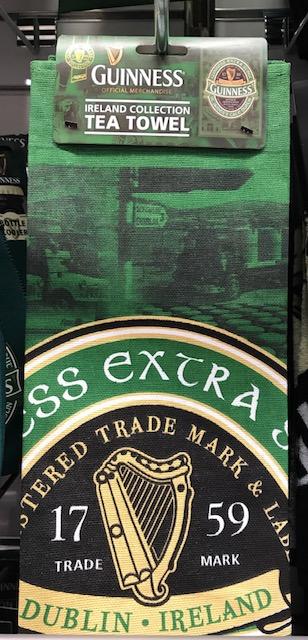 GUINNESS
OFFICIAL MERCHANDISE
GUINNESS
IRELAND COLLECTION
TEA TOWEL
SS EXTRA S
STERED TRADE MARK & LAB
17 59
TRADE MARK
DUBLIN · IRELAND
BOTTLE